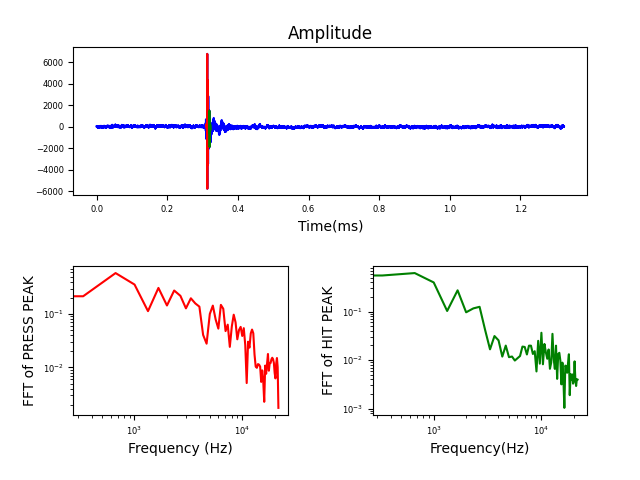 Amplitude
6000
4000
2000
0
−2000
−4000
−6000
0.0 0.2 0.4 0.6 0.8 1.0 1.2
Time(ms)
FFT of PRESS PEAK
10⁻¹
10⁻²
10³ 10⁴
Frequency (Hz)
FFT of HIT PEAK
10⁻¹
10⁻²
10⁻³
10³ 10⁴
Frequency(Hz)